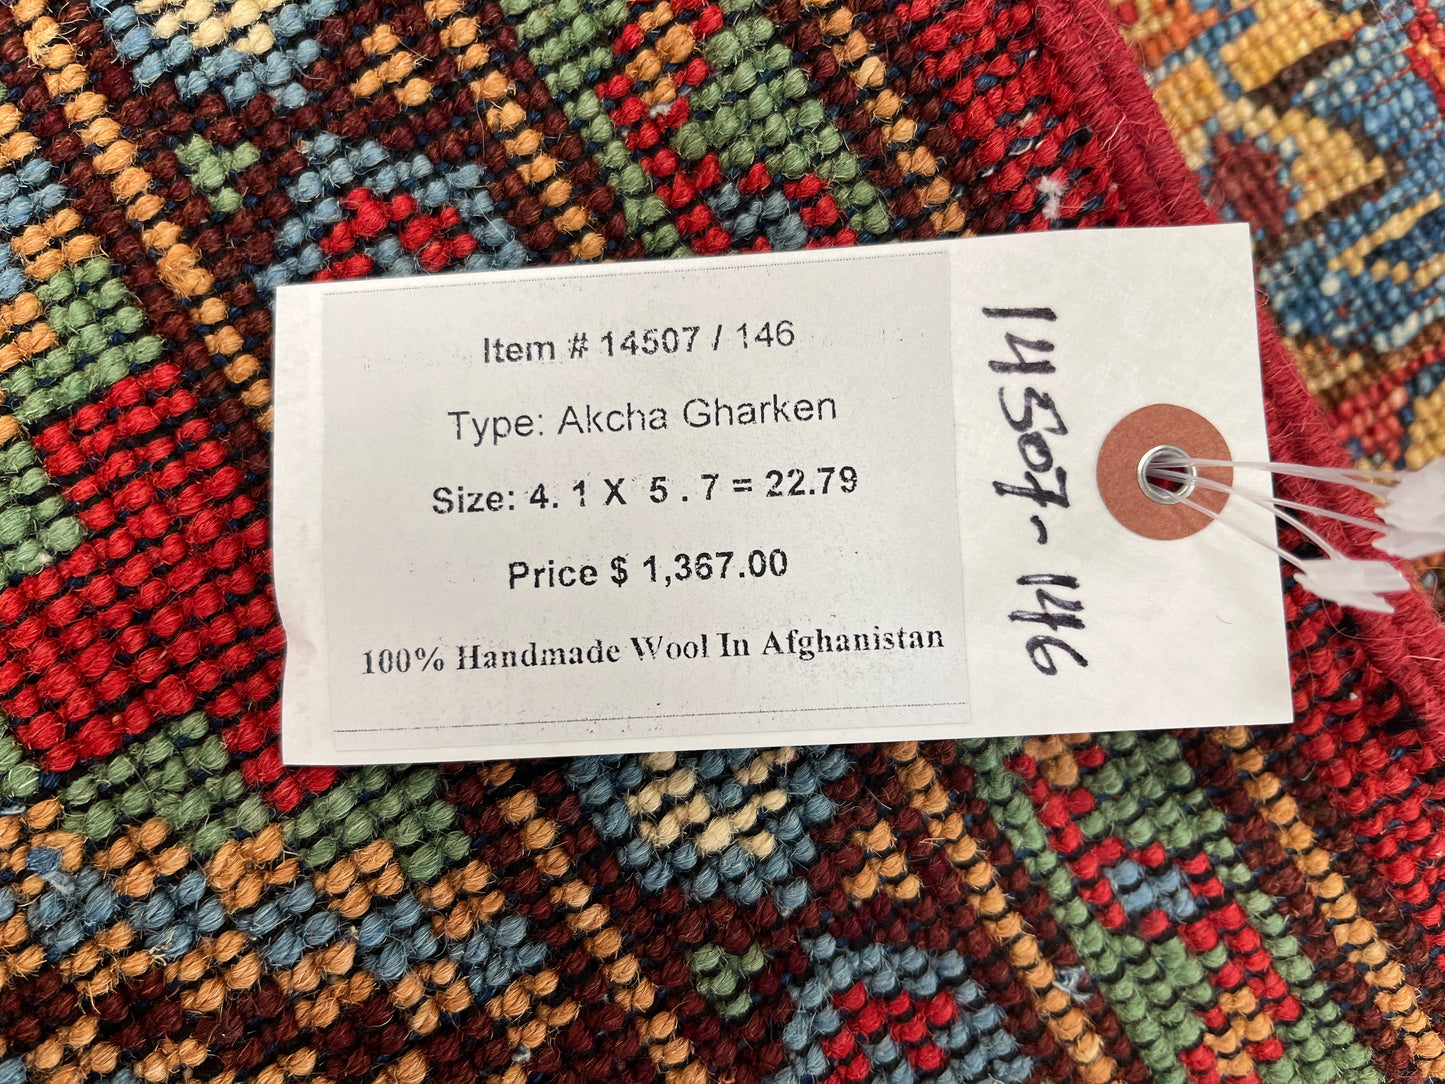 Item # 14507 / 146
Type: Akcha Gharken
Size: 4. 1 X 5 . 7 = 22.79
Price $ 1,367.00
100% Handmade Wool In Afghanistan
14507-146